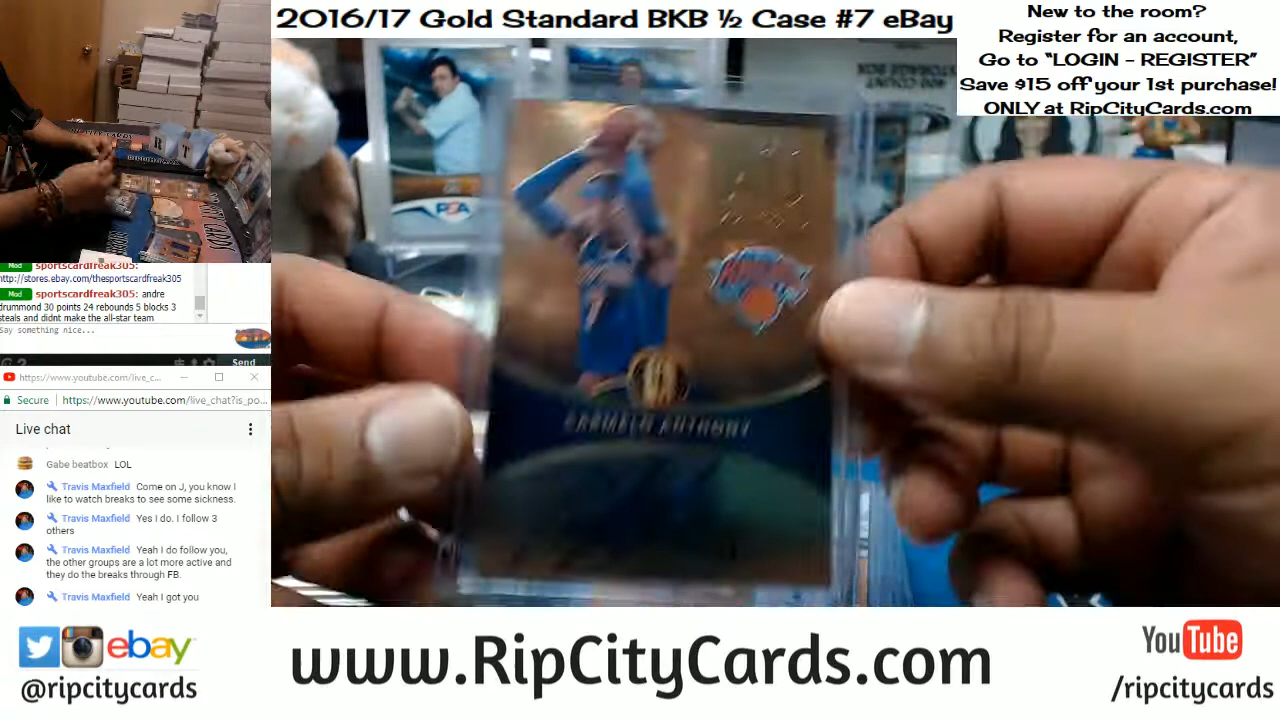 2016/17 Gold Standard BKB ½ Case #7 eBay
New to the room?
Register for an account,
Go to "LOGIN - REGISTER"
Save $15 off your 1st purchase!
ONLY at RipCityCards.com
PSA
CARMELO ANTHONY
Mod sportscardfreak305:
http://stores.ebay.com/thesportscardfreak305
Mod sportscardfreak305: andre
drummond 30 points 24 rebounds 5 blocks 3
steals and didnt make the all-star team
Say something nice...
Send
https://www.youtube.com/live_c...
Secure https://www.youtube.com/live_chat?is_po...
Live chat
Gabe beatbox LOL
Travis Maxfield Come on J, you know I
like to watch breaks to see some sickness.
Travis Maxfield Yes I do. I follow 3
others
Travis Maxfield Yeah I do follow you,
the other groups are a lot more active and
they do the breaks through FB.
Travis Maxfield Yeah I got you
ebay
@ripcitycards
www.RipCityCards.com
YouTube
/ripcitycards